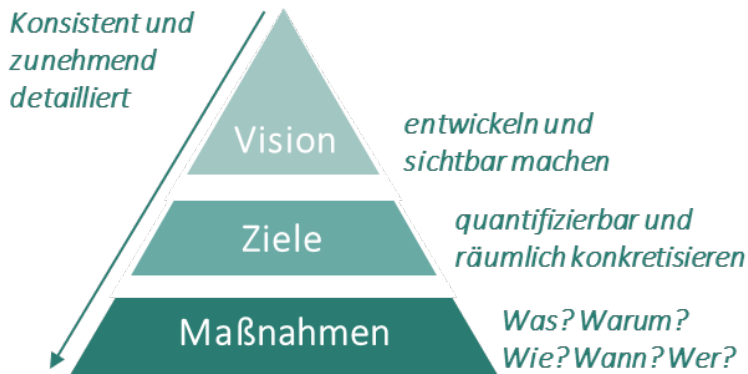 Konsistent und
zunehmend
detailliert
Vision
entwickeln und
sichtbar machen
Ziele
quantifizierbar und
räumlich konkretisieren
Maßnahmen
Was? Warum?
Wie? Wann? Wer?